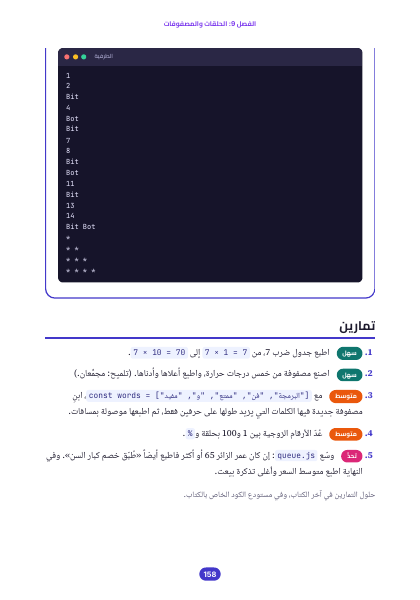 الفصل 9: الحلقات والمصفوفات
الطرفية
1
2
Bit
4
Bot
Bit
7
8
Bit
Bot
11
Bit
13
14
Bit Bot
*
* *
* * *
* * * *
تمارين
1. سهل اطبع جدول ضرب 7، من 7 × 1 = 7 إلى 7 × 10 = 70.
2. سهل اصنع مصفوفة من خمس درجات حرارة، واطبع أعلاها وأدناها. (تلميح: مجمِّعان.)
3. متوسط مع const words = ["البرمجة", "فن", "ممتع", "و", "مفيد"]، ابنِ
مصفوفة جديدة فيها الكلمات التي يزيد طولها على حرفين فقط، ثم اطبعها موصولة بمسافات.
4. متوسط عُدّ الأرقام الزوجية بين 1 و100 بحلقة و %.
5. تحدٍّ وسّع queue.js: إن كان عمر الزائر 65 أو أكثر فاطبع أيضاً «طُبّق خصم كبار السن». وفي
النهاية اطبع متوسط السعر وأغلى تذكرة بيعت.
حلول التمارين في آخر الكتاب، وفي مستودع الكود الخاص بالكتاب.
158